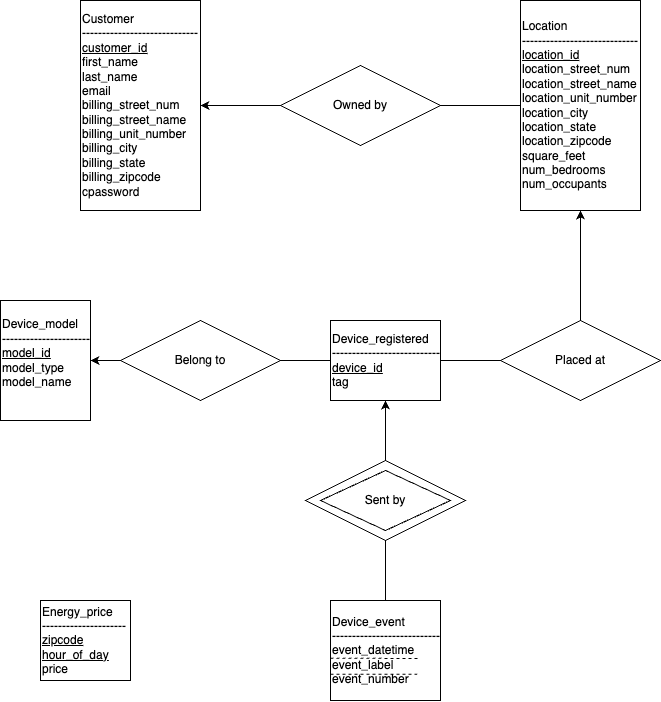 Customer
customer_id
first_name
last_name
email
billing_street_num
billing_street_name
billing_unit_number
billing_city
billing_state
billing_zipcode
cpassword
Owned by
Location
location_id
location_street_num
location_street_name
location_unit_number
location_city
location_state
location_zipcode
square_feet
num_bedrooms
num_occupants
Device_model
model_id
model_type
model_name
Belong to
Device_registered
device_id
tag
Placed at
Sent by
Energy_price
zipcode
hour_of_day
price
Device_event
event_datetime
event_label
event_number